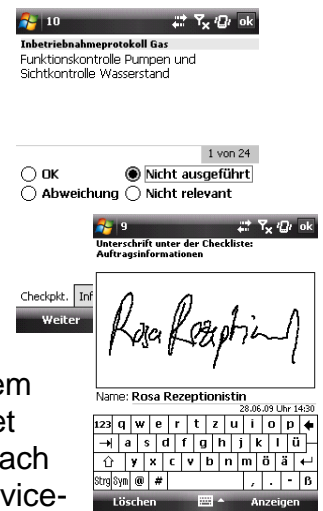 10
ok
Inbetriebnahmeprotokoll Gas
Funktionskontrolle Pumpen und
Sichtkontrolle Wasserstand
1 von 24
OK Nicht ausgeführt
Abweichung Nicht relevant
Checkpkt. Inf
Weiter
9
ok
Unterschrift unter der Checkliste:
Auftragsinformationen
Rosa Rezeptionistin
Name: Rosa Rezeptionistin
28.06.09 Uhr 14:30
123 q w e r t z u i o p
a s d f g h j k l ü
y x c v b n m ö ä
Strg Sym @ # , . - ß
Löschen Anzeigen
em
et
ach
vice-